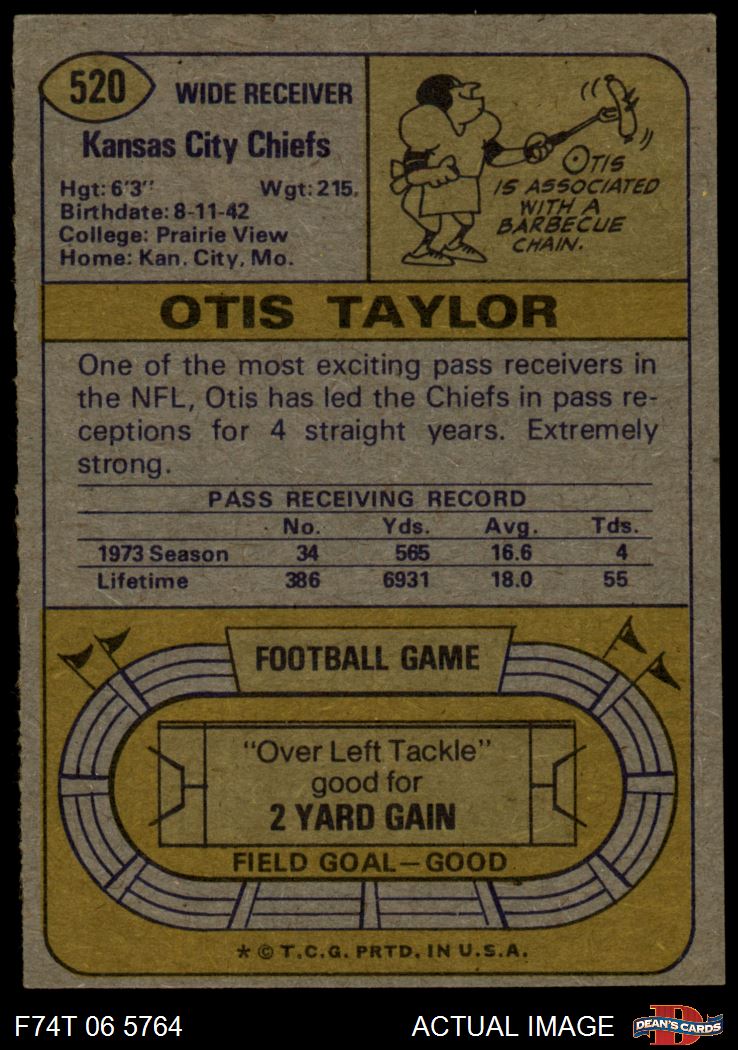 520
WIDE RECEIVER
Kansas City Chiefs
Hgt: 6'3" Wgt: 215.
Birthdate: 8-11-42
College: Prairie View
Home: Kan. City, Mo.
OTIS
IS ASSOCIATED
WITH A
BARBECUE
CHAIN.
OTIS TAYLOR
One of the most exciting pass receivers in
the NFL, Otis has led the Chiefs in pass re-
ceptions for 4 straight years. Extremely
strong.
PASS RECEIVING RECORD
No. Yds. Avg. Tds.
1973 Season 34 565 16.6 4
Lifetime 386 6931 18.0 55
FOOTBALL GAME
"Over Left Tackle"
good for
2 YARD GAIN
FIELD GOAL—GOOD
* © T.C.G. PRTD. IN U.S.A.
F74T 06 5764 ACTUAL IMAGE
D
DEAN'S CARDS